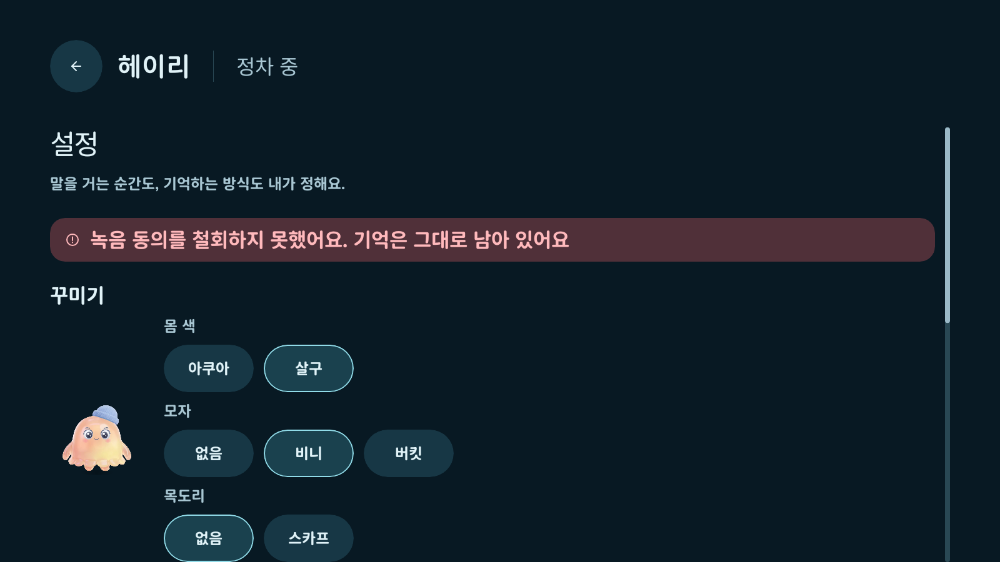 헤이리
정차 중
설정
말을 거는 순간도, 기억하는 방식도 내가 정해요.
녹음 동의를 철회하지 못했어요. 기억은 그대로 남아 있어요
꾸미기
몸 색
아쿠아 살구
모자
없음 비니 버킷
목도리
없음 스카프